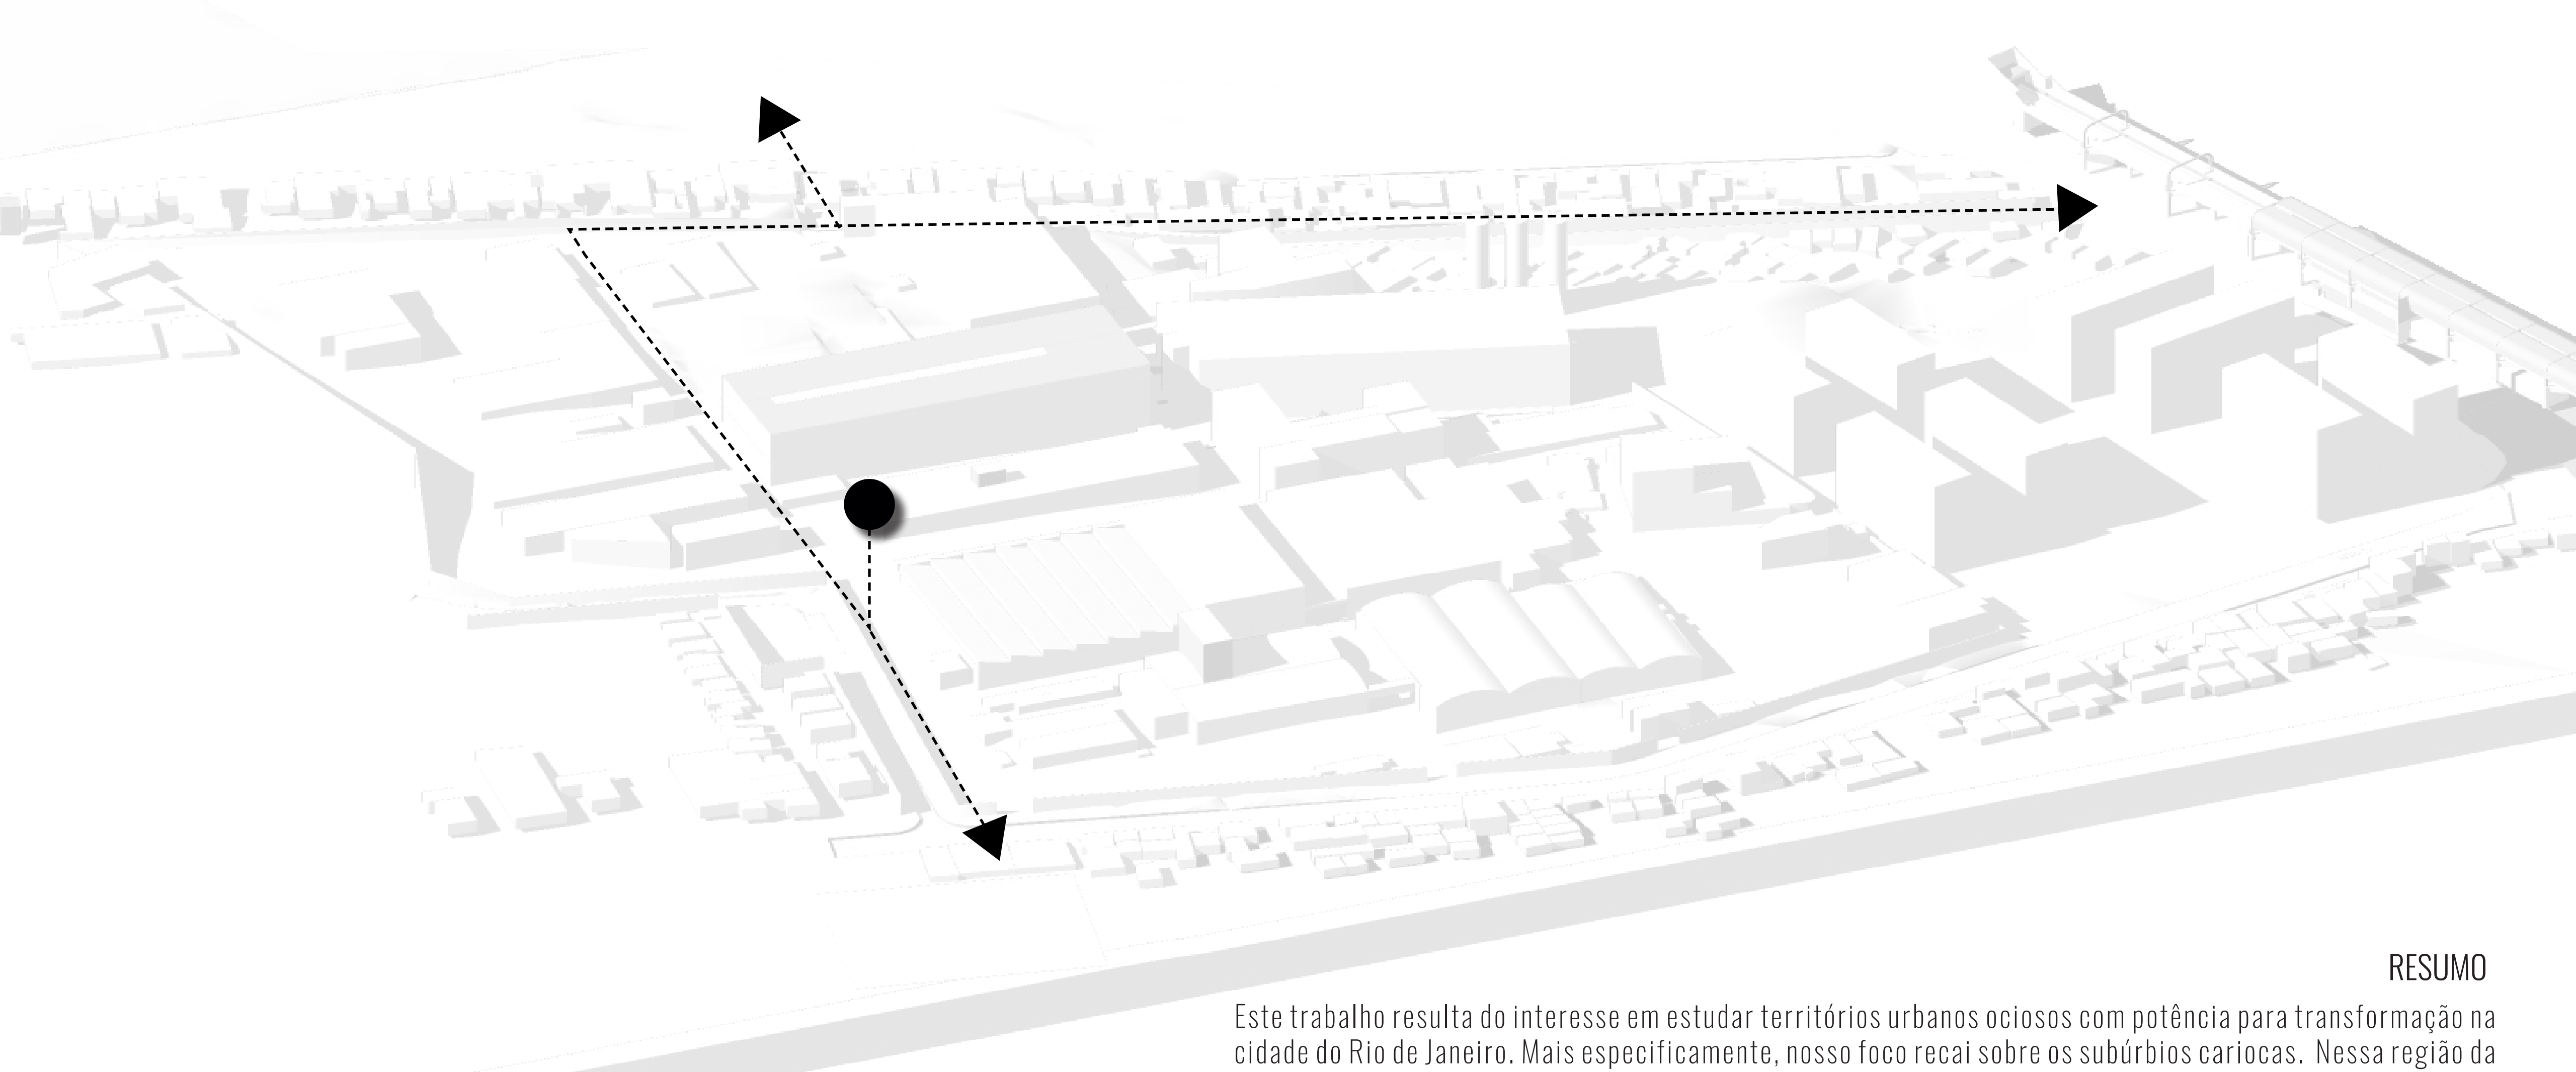 RESUMO
Este trabalho resulta do interesse em estudar territórios urbanos ociosos com potência para transformação na
cidade do Rio de Janeiro. Mais especificamente, nosso foco recai sobre os subúrbios cariocas. Nessa região da